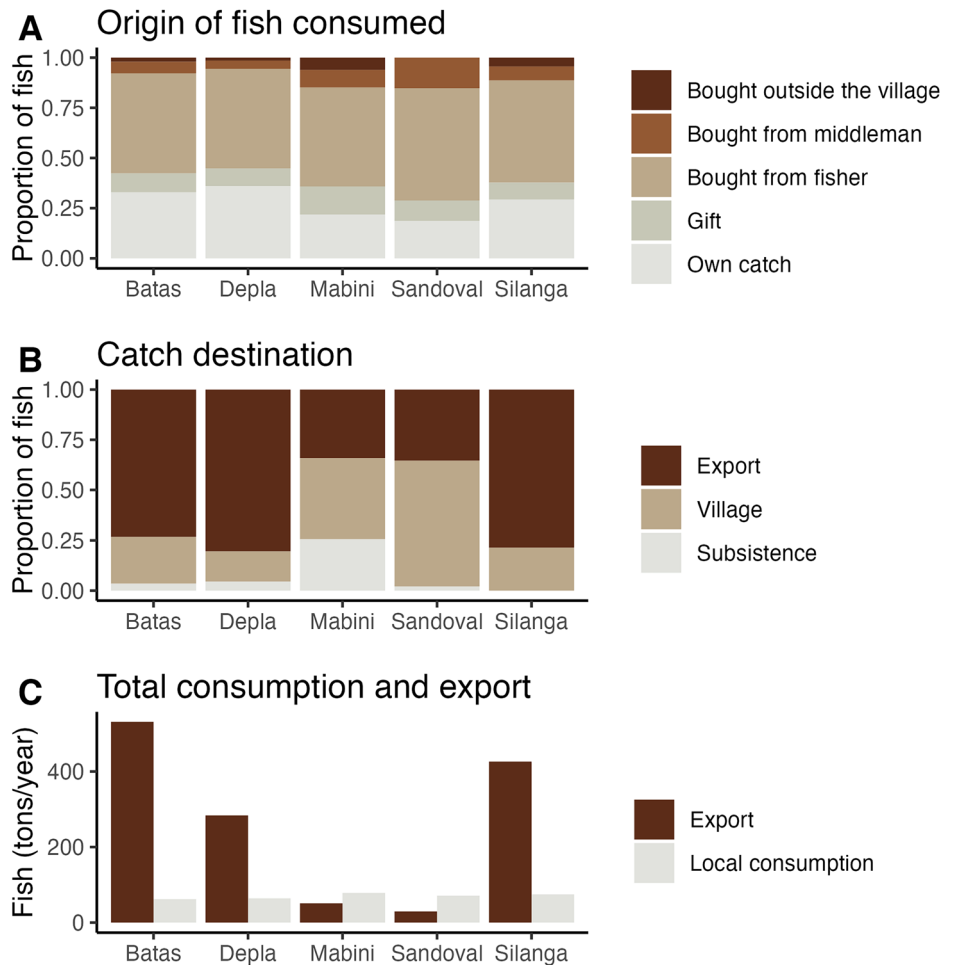 A Origin of fish consumed
Proportion of fish
1.00
0.75
0.50
0.25
0.00
Batas Depla Mabini Sandoval Silanga
Bought outside the village
Bought from middleman
Bought from fisher
Gift
Own catch
B Catch destination
Proportion of fish
1.00
0.75
0.50
0.25
0.00
Batas Depla Mabini Sandoval Silanga
Export
Village
Subsistence
C Total consumption and export
Fish (tons/year)
400
200
0
Batas Depla Mabini Sandoval Silanga
Export
Local consumption